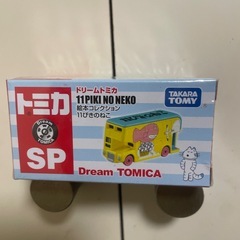 トミカ
SP
ドリームトミカ
11PIKI NO NEKO
絵本コレクション
11ぴきのねこ
TAKARA
TOMY
Dream TOMICA